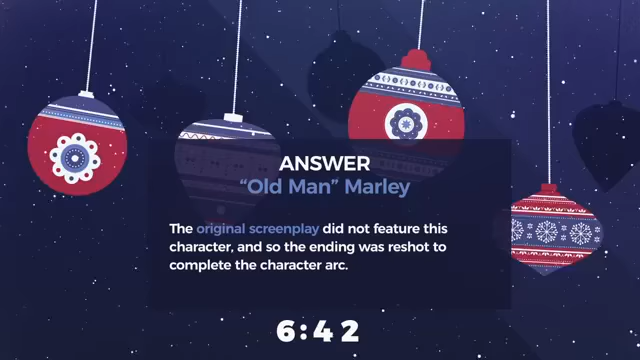 ANSWER
“Old Man” Marley
The original screenplay did not feature this
character, and so the ending was reshot to
complete the character arc.
6:42